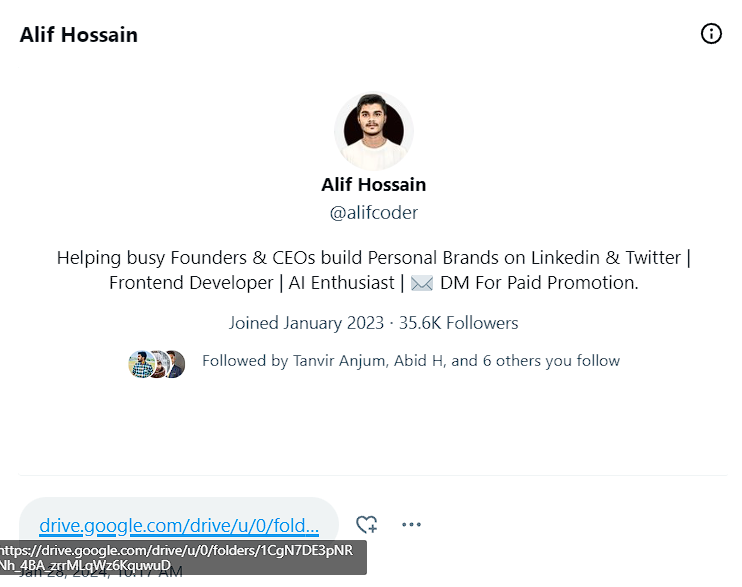 Alif Hossain
Alif Hossain
@alifcoder
Helping busy Founders & CEOs build Personal Brands on Linkedin & Twitter |
Frontend Developer | AI Enthusiast | ✉️ DM For Paid Promotion.
Joined January 2023 · 35.6K Followers
Followed by Tanvir Anjum, Abid H, and 6 others you follow
drive.google.com/drive/u/0/fold...
https://drive.google.com/drive/u/0/folders/1CgN7DE3pNR
Nh_4BA_zrrMLqWz6KquwuD
Jan 28, 2024, 10:17 AM